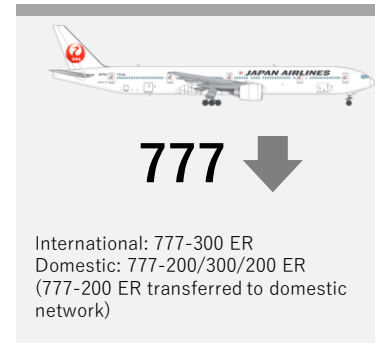 JAPAN AIRLINES
JAL
777
International: 777-300 ER
Domestic: 777-200/300/200 ER
(777-200 ER transferred to domestic
network)